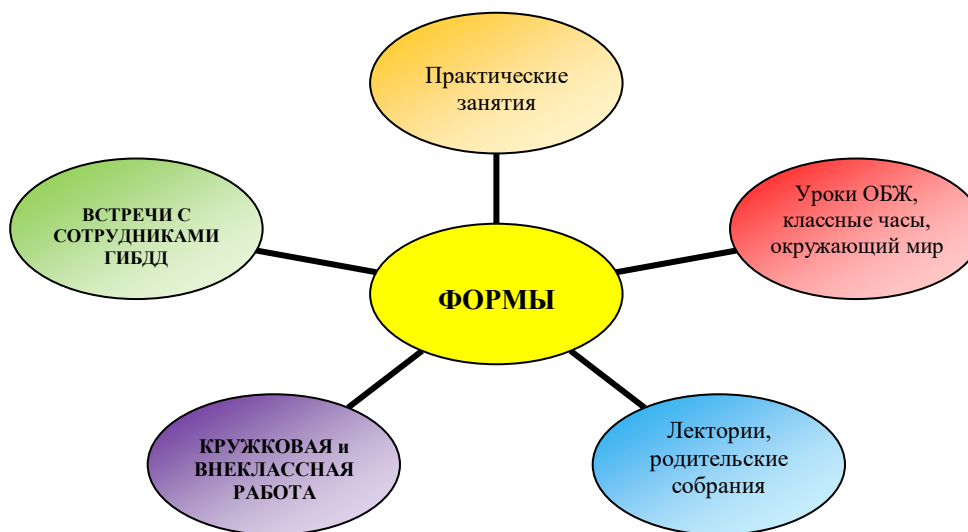 Практические
занятия
ВСТРЕЧИ С
СОТРУДНИКАМИ
ГИБДД
Уроки ОБЖ,
классные часы,
окружающий мир
ФОРМЫ
КРУЖКОВАЯ и
ВНЕКЛАССНАЯ
РАБОТА
Лектории,
родительские
собрания